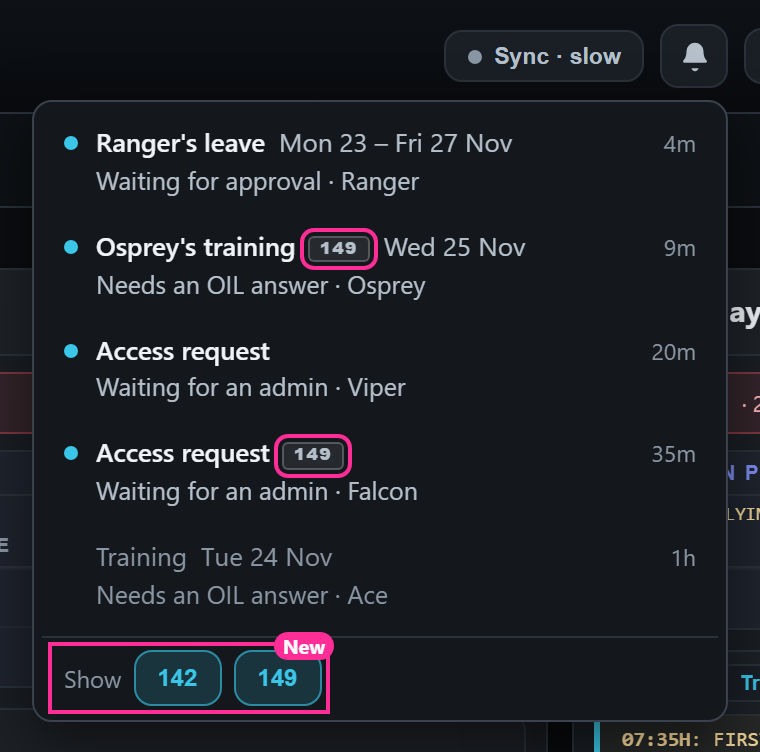 Sync · slow
Ranger's leave Mon 23 – Fri 27 Nov 4m
Waiting for approval · Ranger
Osprey's training 149 Wed 25 Nov 9m
Needs an OIL answer · Osprey
Access request 20m
Waiting for an admin · Viper
Access request 149 35m
Waiting for an admin · Falcon
Training Tue 24 Nov 1h
Needs an OIL answer · Ace
New
Show 142 149
07:35H: FIRS